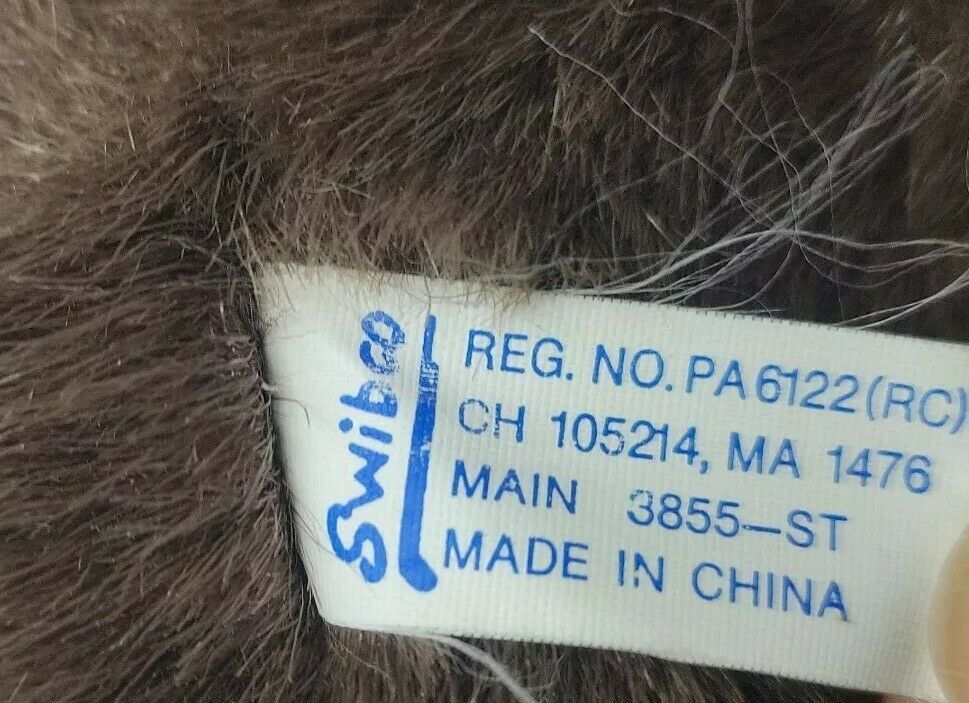 Swibco
REG. NO. PA6122(RC)
CH 105214, MA 1476
MAIN 3855-ST
MADE IN CHINA